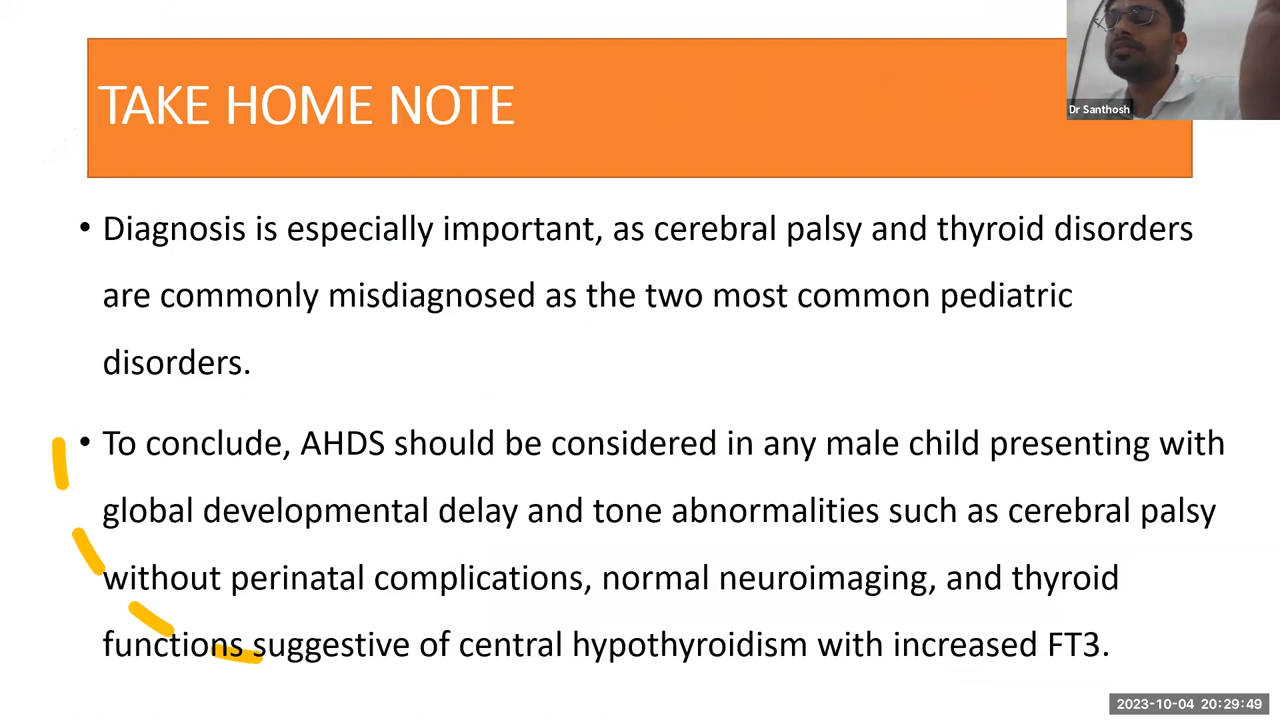 TAKE HOME NOTE
Dr Santhosh
• Diagnosis is especially important, as cerebral palsy and thyroid disorders
are commonly misdiagnosed as the two most common pediatric
disorders.
• To conclude, AHDS should be considered in any male child presenting with
global developmental delay and tone abnormalities such as cerebral palsy
without perinatal complications, normal neuroimaging, and thyroid
functions suggestive of central hypothyroidism with increased FT3.
2023-10-04 20:29:49